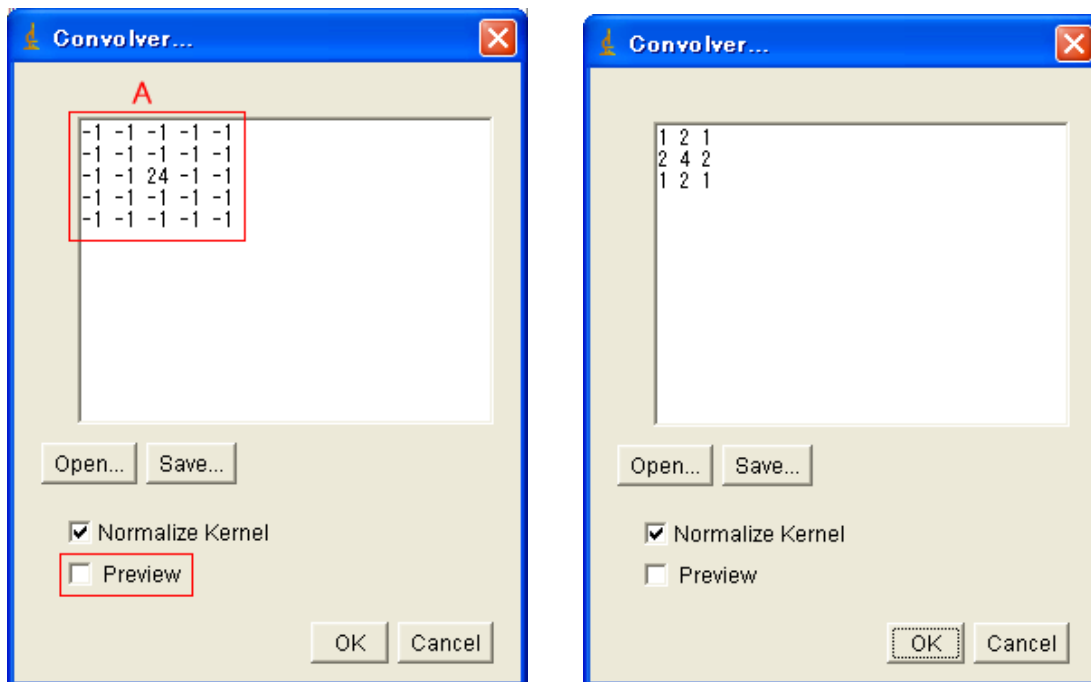 Convolver...
A
-1 -1 -1 -1 -1
-1 -1 -1 -1 -1
-1 -1 24 -1 -1
-1 -1 -1 -1 -1
-1 -1 -1 -1 -1
Open... Save...
Normalize Kernel
Preview
OK Cancel
Convolver...
1 2 1
2 4 2
1 2 1
Open... Save...
Normalize Kernel
Preview
OK Cancel